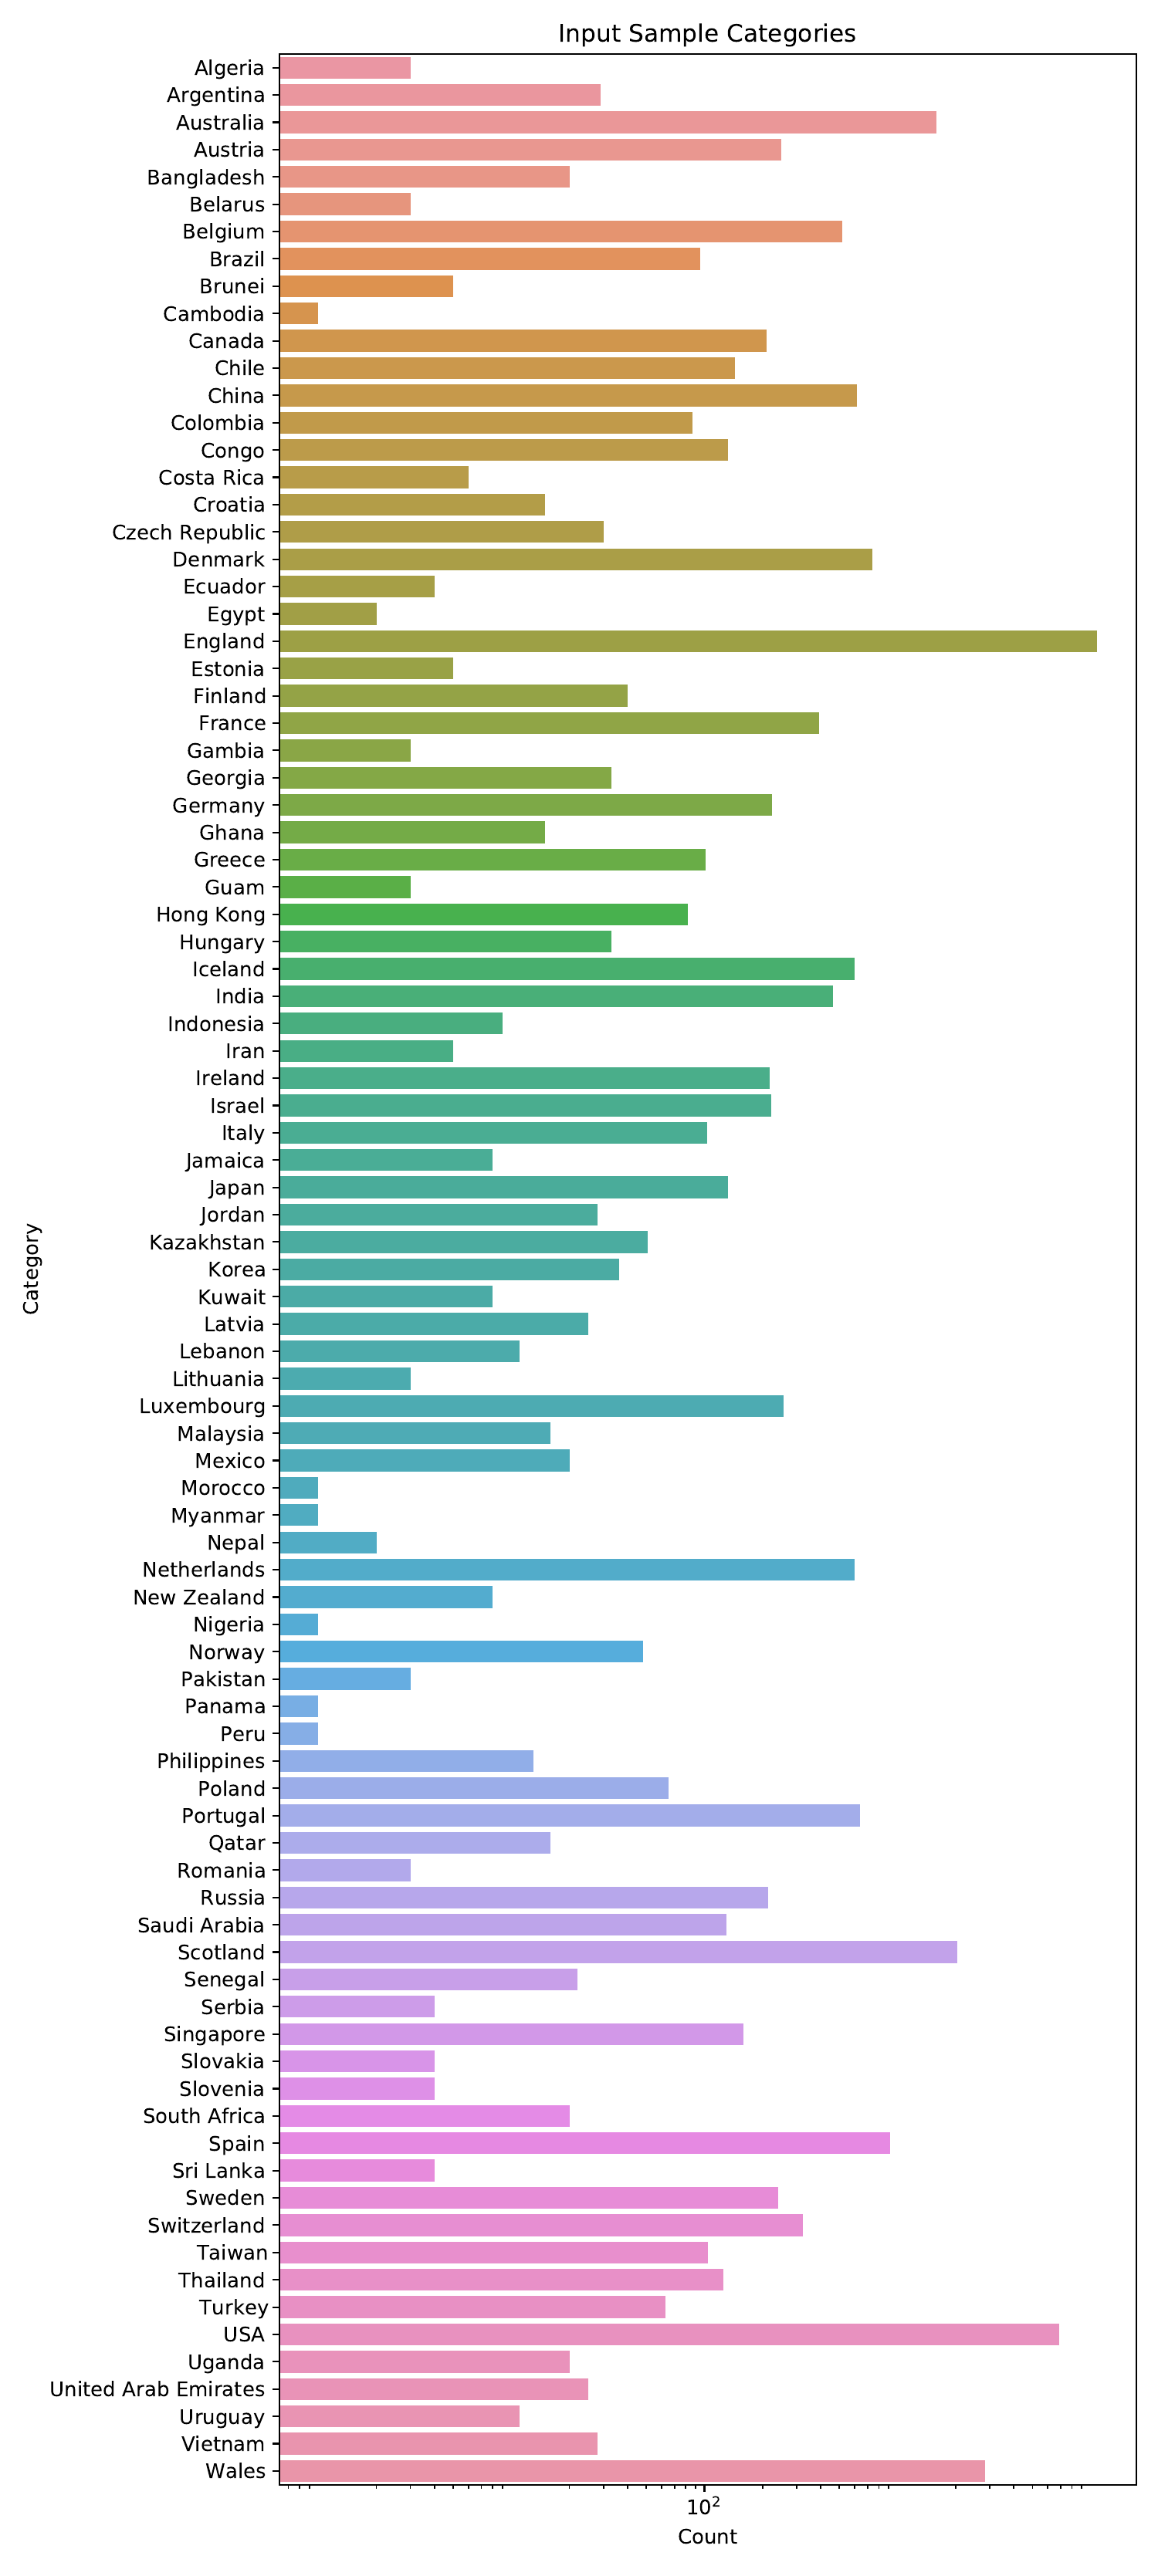 Input Sample Categories
Algeria
Argentina
Australia
Austria
Bangladesh
Belarus
Belgium
Brazil
Brunei
Cambodia
Canada
Chile
China
Colombia
Congo
Costa Rica
Croatia
Czech Republic
Denmark
Ecuador
Egypt
England
Estonia
Finland
France
Gambia
Georgia
Germany
Ghana
Greece
Guam
Hong Kong
Hungary
Iceland
India
Indonesia
Iran
Ireland
Israel
Italy
Jamaica
Japan
Jordan
Kazakhstan
Korea
Kuwait
Latvia
Lebanon
Lithuania
Luxembourg
Malaysia
Mexico
Morocco
Myanmar
Nepal
Netherlands
New Zealand
Nigeria
Norway
Pakistan
Panama
Peru
Philippines
Poland
Portugal
Qatar
Romania
Russia
Saudi Arabia
Scotland
Senegal
Serbia
Singapore
Slovakia
Slovenia
South Africa
Spain
Sri Lanka
Sweden
Switzerland
Taiwan
Thailand
Turkey
USA
Uganda
United Arab Emirates
Uruguay
Vietnam
Wales
Category
10²
Count